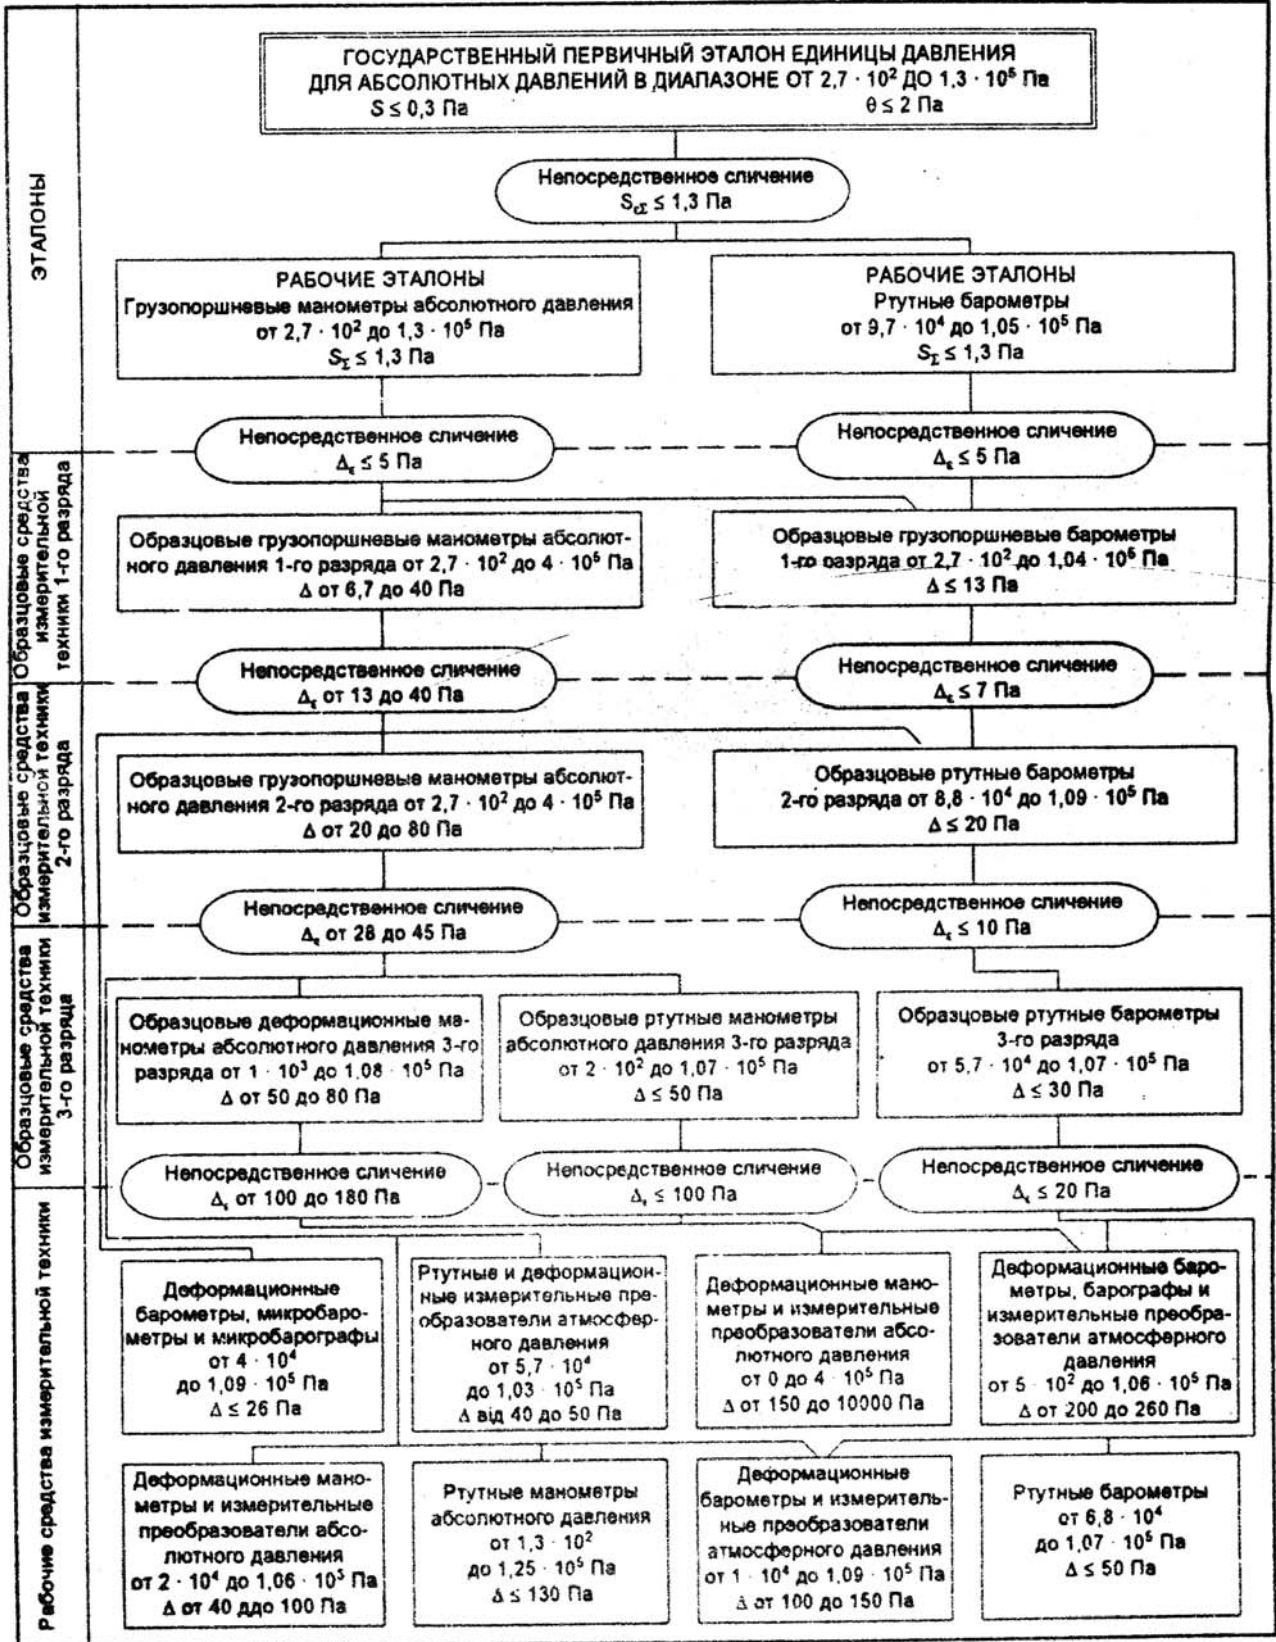 ГОСУДАРСТВЕННЫЙ ПЕРВИЧНЫЙ ЭТАЛОН ЕДИНИЦЫ ДАВЛЕНИЯ
ДЛЯ АБСОЛЮТНЫХ ДАВЛЕНИЙ В ДИАПАЗОНЕ ОТ 2,7 · 10² ДО 1,3 · 10⁵ Па
S ≤ 0,3 Па
θ ≤ 2 Па
Непосредственное сличение
S_εΣ ≤ 1,3 Па
ЭТАЛОНЫ
РАБОЧИЕ ЭТАЛОНЫ
Грузопоршневые манометры абсолютного давления
от 2,7 · 10² до 1,3 · 10⁵ Па
S_Σ ≤ 1,3 Па
РАБОЧИЕ ЭТАЛОНЫ
Ртутные барометры
от 9,7 · 10⁴ до 1,05 · 10⁵ Па
S_Σ ≤ 1,3 Па
Непосредственное сличение
Δ_ε ≤ 5 Па
Непосредственное сличение
Δ_ε ≤ 5 Па
Образцовые средства
измерительной
техники 1-го разряда
Образцовые грузопоршневые манометры абсолют-
ного давления 1-го разряда от 2,7 · 10² до 4 · 10⁵ Па
Δ от 6,7 до 40 Па
Образцовые грузопоршневые барометры
1-го разряда от 2,7 · 10² до 1,04 · 10⁵ Па
Δ ≤ 13 Па
Непосредственное сличение
Δ_ε от 13 до 40 Па
Непосредственное сличение
Δ_ε ≤ 7 Па
Образцовые средства
измерительной техники
2-го разряда
Образцовые грузопоршневые манометры абсолют-
ного давления 2-го разряда от 2,7 · 10² до 4 · 10⁵ Па
Δ от 20 до 80 Па
Образцовые ртутные барометры
2-го разряда от 8,8 · 10⁴ до 1,09 · 10⁵ Па
Δ ≤ 20 Па
Непосредственное сличение
Δ_ε от 28 до 45 Па
Непосредственное сличение
Δ_ε ≤ 10 Па
Образцовые средства
измерительной техники
3-го разряда
Образцовые деформационные ма-
нометры абсолютного давления 3-го
разряда от 1 · 10³ до 1,08 · 10⁵ Па
Δ от 50 до 80 Па
Образцовые ртутные манометры
абсолютного давления 3-го разряда
от 2 · 10² до 1,07 · 10⁵ Па
Δ ≤ 50 Па
Образцовые ртутные барометры
3-го разряда
от 5,7 · 10⁴ до 1,07 · 10⁵ Па
Δ ≤ 30 Па
Непосредственное сличение
Δ_ε от 100 до 180 Па
Непосредственное сличение
Δ_ε ≤ 100 Па
Непосредственное сличение
Δ_ε ≤ 20 Па
Рабочие средства измерительной техники
Деформационные
барометры, микробаро-
метры и микробарографы
от 4 · 10⁴
до 1,09 · 10⁵ Па
Δ ≤ 26 Па
Ртутные и деформацион-
ные измерительные пре-
образователи атмосфер-
ного давления
от 5,7 · 10⁴
до 1,03 · 10⁵ Па
Δ від 40 до 50 Па
Деформационные мано-
метры и измерительные
преобразователи абсо-
лютного давления
от 0 до 4 · 10⁵ Па
Δ от 150 до 10000 Па
Деформационные баро-
метры, барографы и
измерительные преобра-
зователи атмосферного
давления
от 5 · 10² до 1,06 · 10⁵ Па
Δ от 200 до 260 Па
Деформационные мано-
метры и измерительные
преобразователи абсо-
лютного давления
от 2 · 10⁴ до 1,06 · 10⁵ Па
Δ от 40 ддо 100 Па
Ртутные манометры
абсолютного давления
от 1,3 · 10²
до 1,25 · 10⁵ Па
Δ ≤ 130 Па
Деформационные
барометры и измеритель-
ные преобразователи
атмосферного давления
от 1 · 10⁴ до 1,09 · 10⁵ Па
Δ от 100 до 150 Па
Ртутные барометры
от 6,8 · 10⁴
до 1,07 · 10⁵ Па
Δ ≤ 50 Па